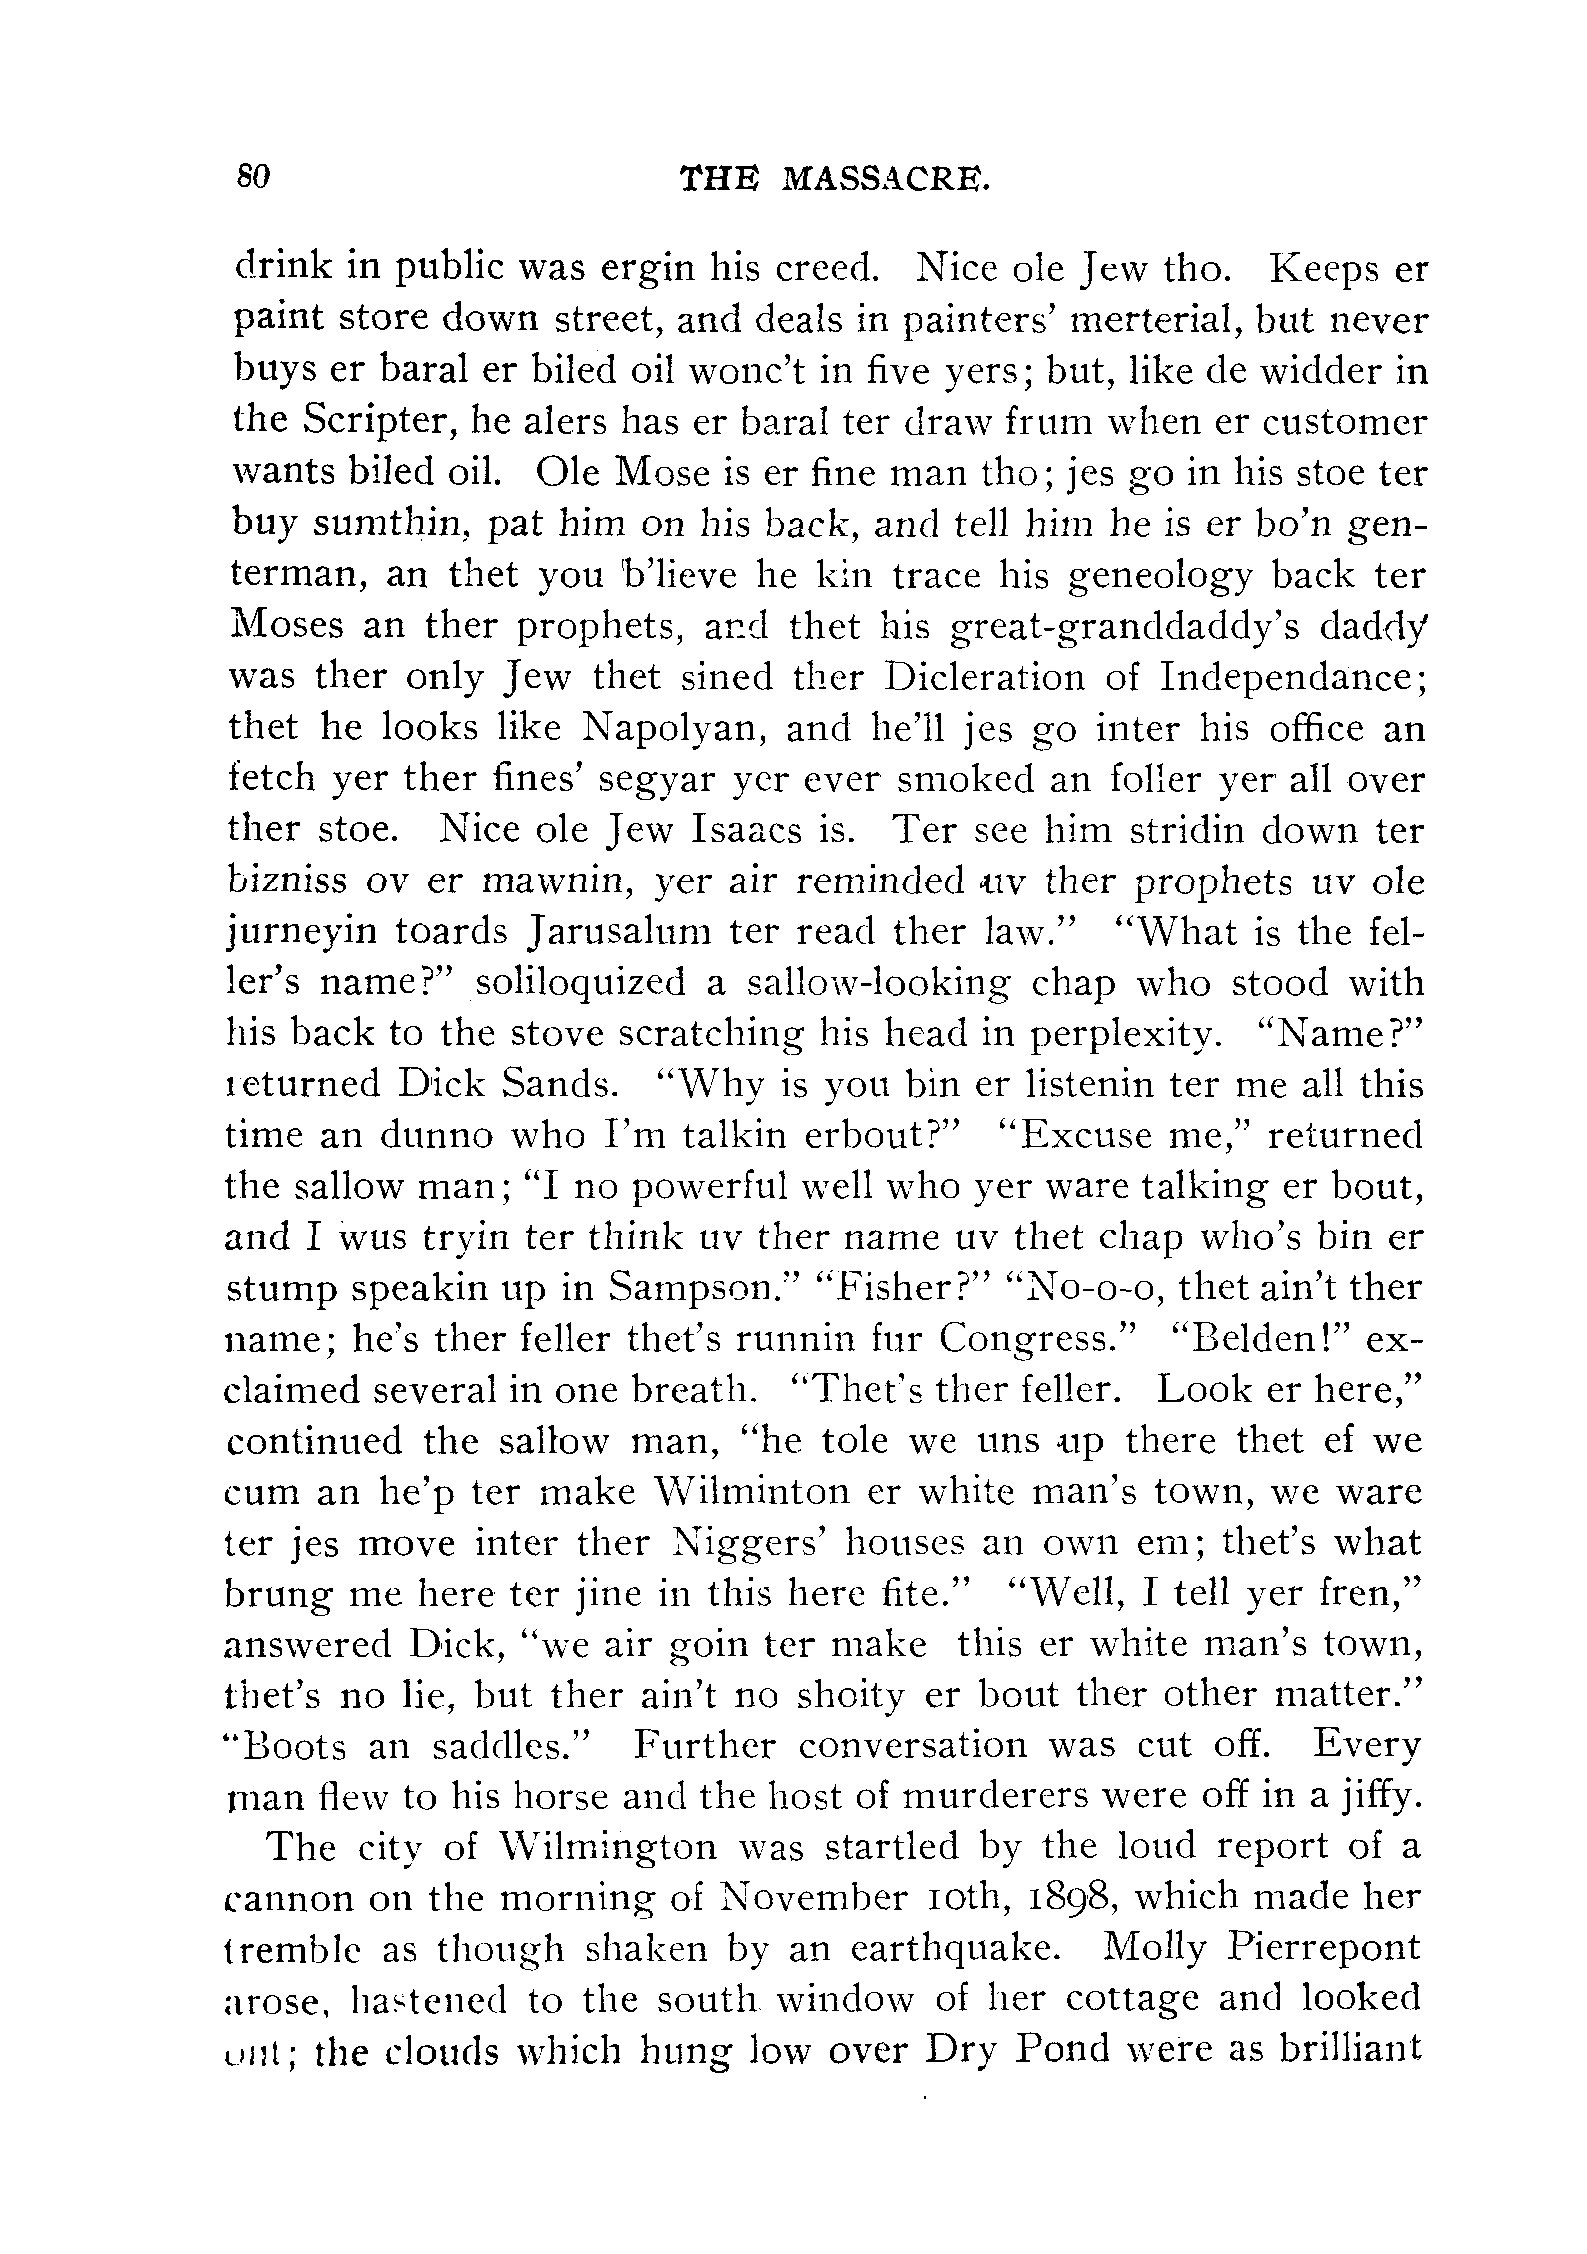 80 THE MASSACRE.
drink in public was ergin his creed. Nice ole Jew tho. Keeps er
paint store down street, and deals in painters' merterial, but never
buys er baral er biled oil wonc't in five yers; but, like de widder in
the Scripter, he alers has er baral ter draw frum when er customer
wants biled oil. Ole Mose is er fine man tho; jes go in his stoe ter
buy sumthin, pat him on his back, and tell him he is er bo'n gen-
terman, an thet you b'lieve he kin trace his geneology back ter
Moses an ther prophets, and thet his great-granddaddy's daddy
was ther only Jew thet sined ther Dicleration of Independance;
thet he looks like Napolyan, and he'll jes go inter his office an
fetch yer ther fines' segyar yer ever smoked an foller yer all over
ther stoe. Nice ole Jew Isaacs is. Ter see him stridin down ter
bizniss ov er mawnin, yer air reminded uv ther prophets uv ole
jurneyin toards Jarusalum ter read ther law." "What is the fel-
ler's name?" soliloquized a sallow-looking chap who stood with
his back to the stove scratching his head in perplexity. "Name?"
returned Dick Sands. "Why is you bin er listenin ter me all this
time an dunno who I'm talkin erbout?" "Excuse me," returned
the sallow man; "I no powerful well who yer ware talking er bout,
and I wus tryin ter think uv ther name uv thet chap who's bin er
stump speakin up in Sampson." "Fisher?" "No-o-o, thet ain't ther
name; he's ther feller thet's runnin fur Congress." "Belden!" ex-
claimed several in one breath. "Thet's ther feller. Look er here,"
continued the sallow man, "he tole we uns up there thet ef we
cum an he'p ter make Wilminton er white man's town, we ware
ter jes move inter ther Niggers' houses an own em; thet's what
brung me here ter jine in this here fite." "Well, I tell yer fren,"
answered Dick, "we air goin ter make this er white man's town,
thet's no lie, but ther ain't no shoity er bout ther other matter."
"Boots an saddles." Further conversation was cut off. Every
man flew to his horse and the host of murderers were off in a jiffy.
The city of Wilmington was startled by the loud report of a
cannon on the morning of November 10th, 1898, which made her
tremble as though shaken by an earthquake. Molly Pierrepont
arose, hastened to the south window of her cottage and looked
out; the clouds which hung low over Dry Pond were as brilliant